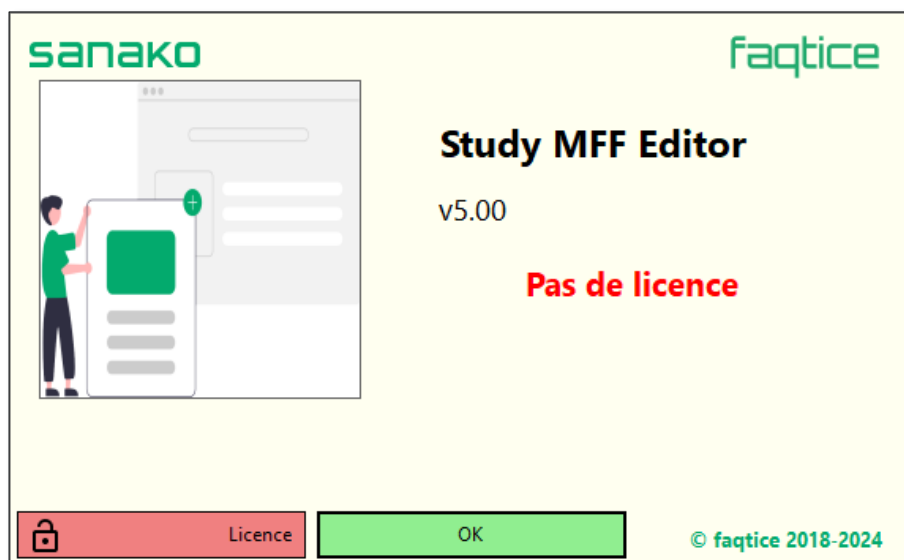 sanako
faqtice
Study MFF Editor
v5.00
Pas de licence
Licence
OK
© faqtice 2018-2024